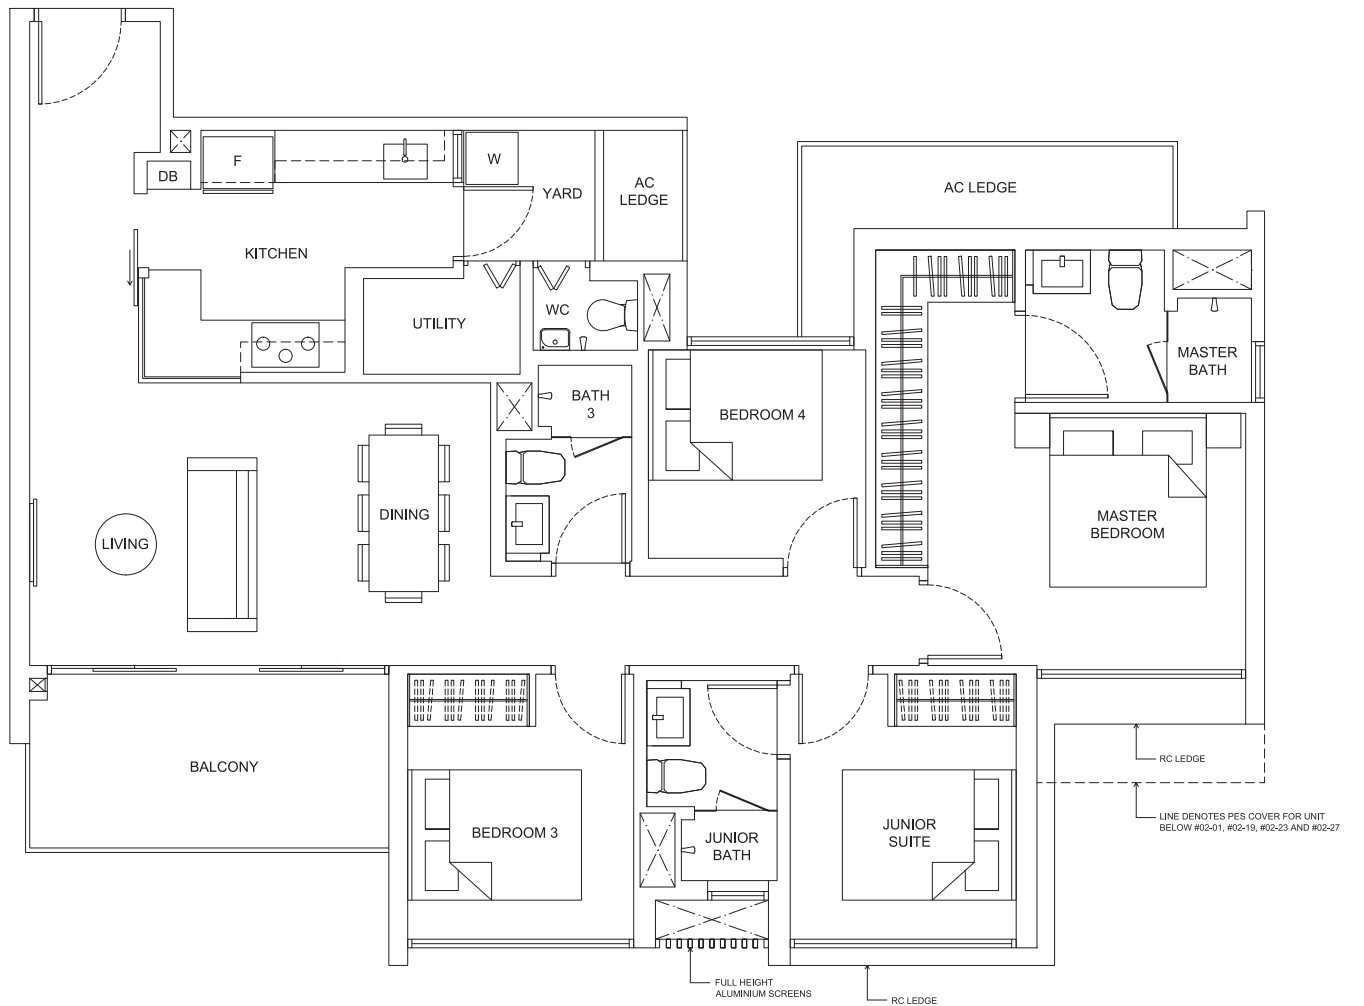 F
W
DB
YARD
AC
LEDGE
AC LEDGE
KITCHEN
UTILITY
WC
MASTER
BATH
BATH
3
BEDROOM 4
DINING
LIVING
MASTER
BEDROOM
BALCONY
RC LEDGE
LINE DENOTES PES COVER FOR UNIT
BELOW #02-01, #02-19, #02-23 AND #02-27
BEDROOM 3
JUNIOR
BATH
JUNIOR
SUITE
FULL HEIGHT
ALUMINIUM SCREENS
RC LEDGE